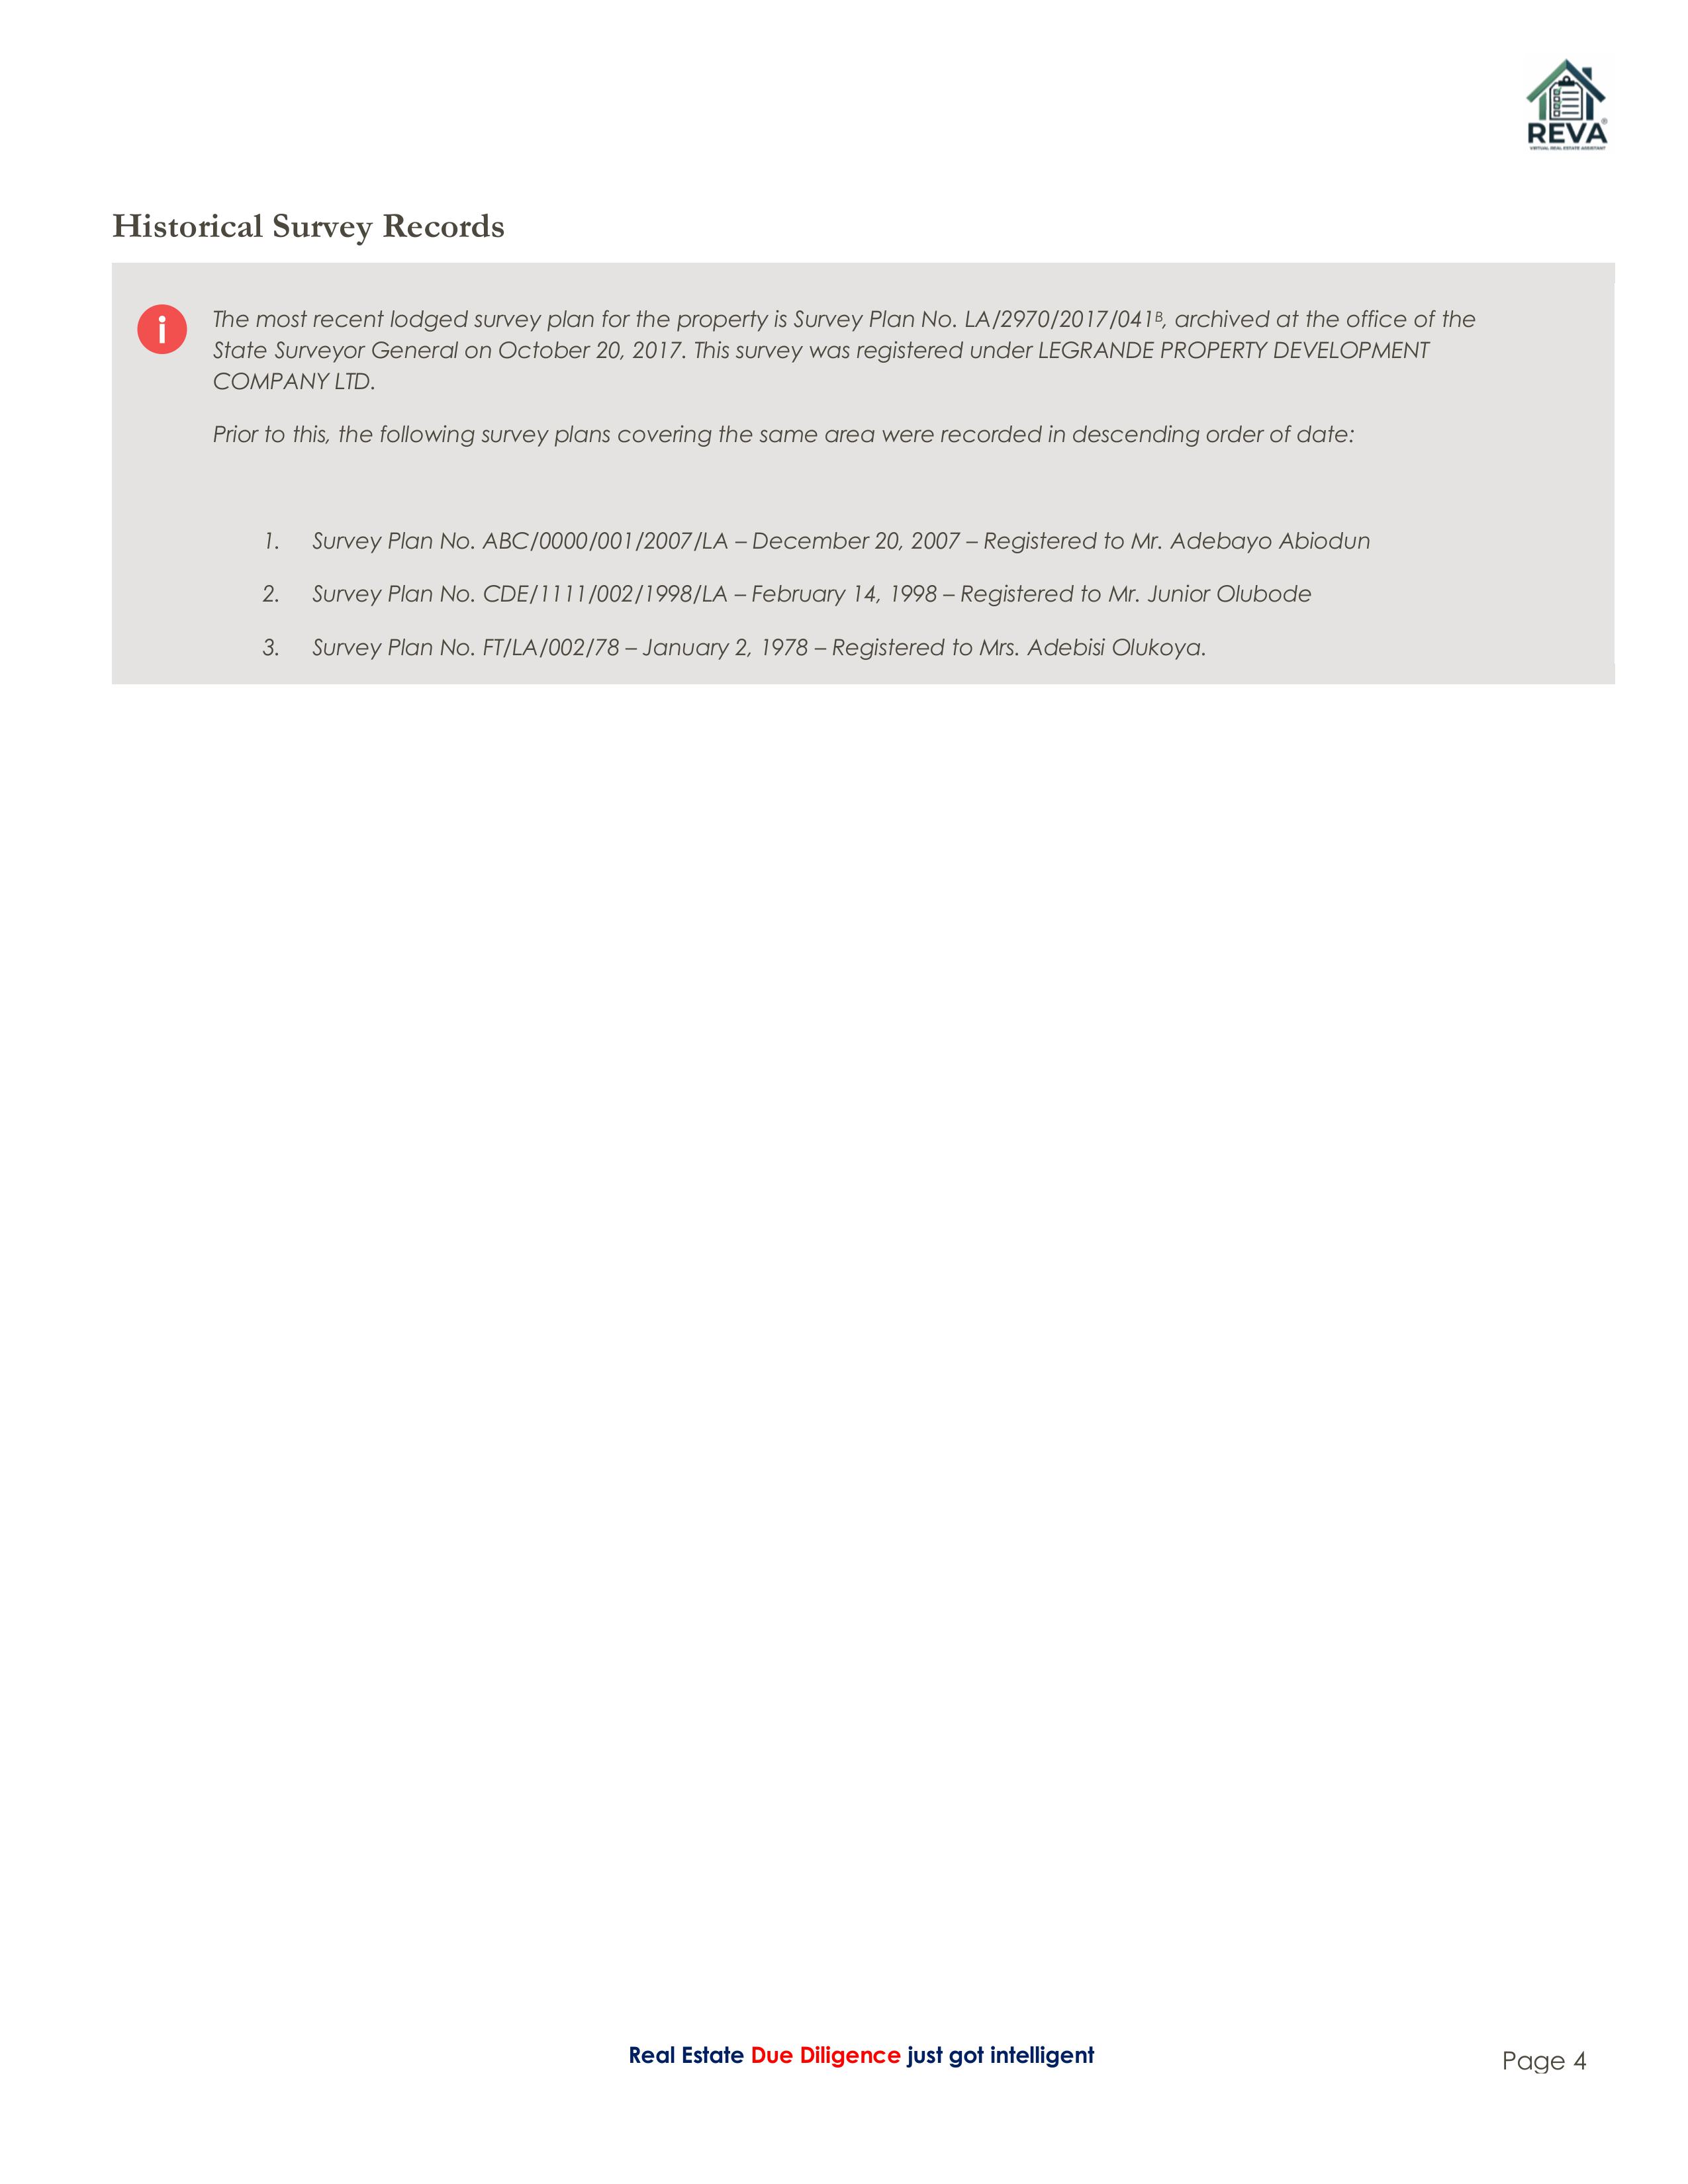 REVA®
VIRTUAL REAL ESTATE ASSISTANT
Historical Survey Records
i
The most recent lodged survey plan for the property is Survey Plan No. LA/2970/2017/041ᴮ, archived at the office of the
State Surveyor General on October 20, 2017. This survey was registered under LEGRANDE PROPERTY DEVELOPMENT
COMPANY LTD.
Prior to this, the following survey plans covering the same area were recorded in descending order of date:
1. Survey Plan No. ABC/0000/001/2007/LA – December 20, 2007 – Registered to Mr. Adebayo Abiodun
2. Survey Plan No. CDE/1111/002/1998/LA – February 14, 1998 – Registered to Mr. Junior Olubode
3. Survey Plan No. FT/LA/002/78 – January 2, 1978 – Registered to Mrs. Adebisi Olukoya.
Real Estate Due Diligence just got intelligent
Page 4